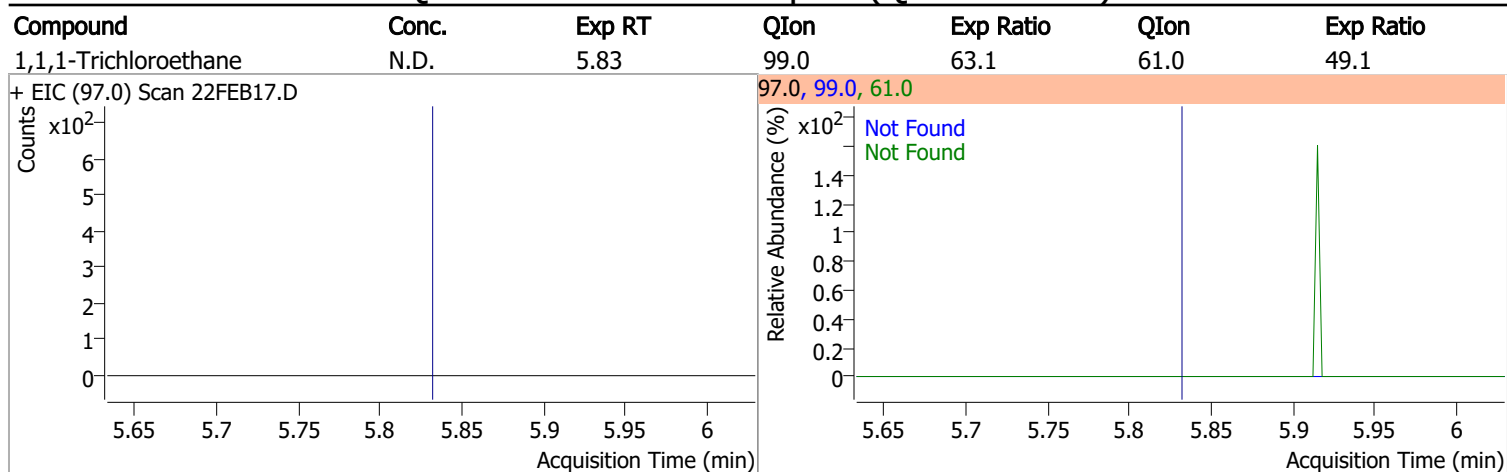 Compound Conc. Exp RT QIon Exp Ratio QIon Exp Ratio
1,1,1-Trichloroethane N.D. 5.83 99.0 63.1 61.0 49.1
+ EIC (97.0) Scan 22FEB17.D
Counts
x10²
6
5
4
3
2
1
0
5.65 5.7 5.75 5.8 5.85 5.9 5.95 6
Acquisition Time (min)
97.0, 99.0, 61.0
Relative Abundance (%)
x10²
Not Found
Not Found
1.4
1.2
1
0.8
0.6
0.4
0.2
0
5.65 5.7 5.75 5.8 5.85 5.9 5.95 6
Acquisition Time (min)